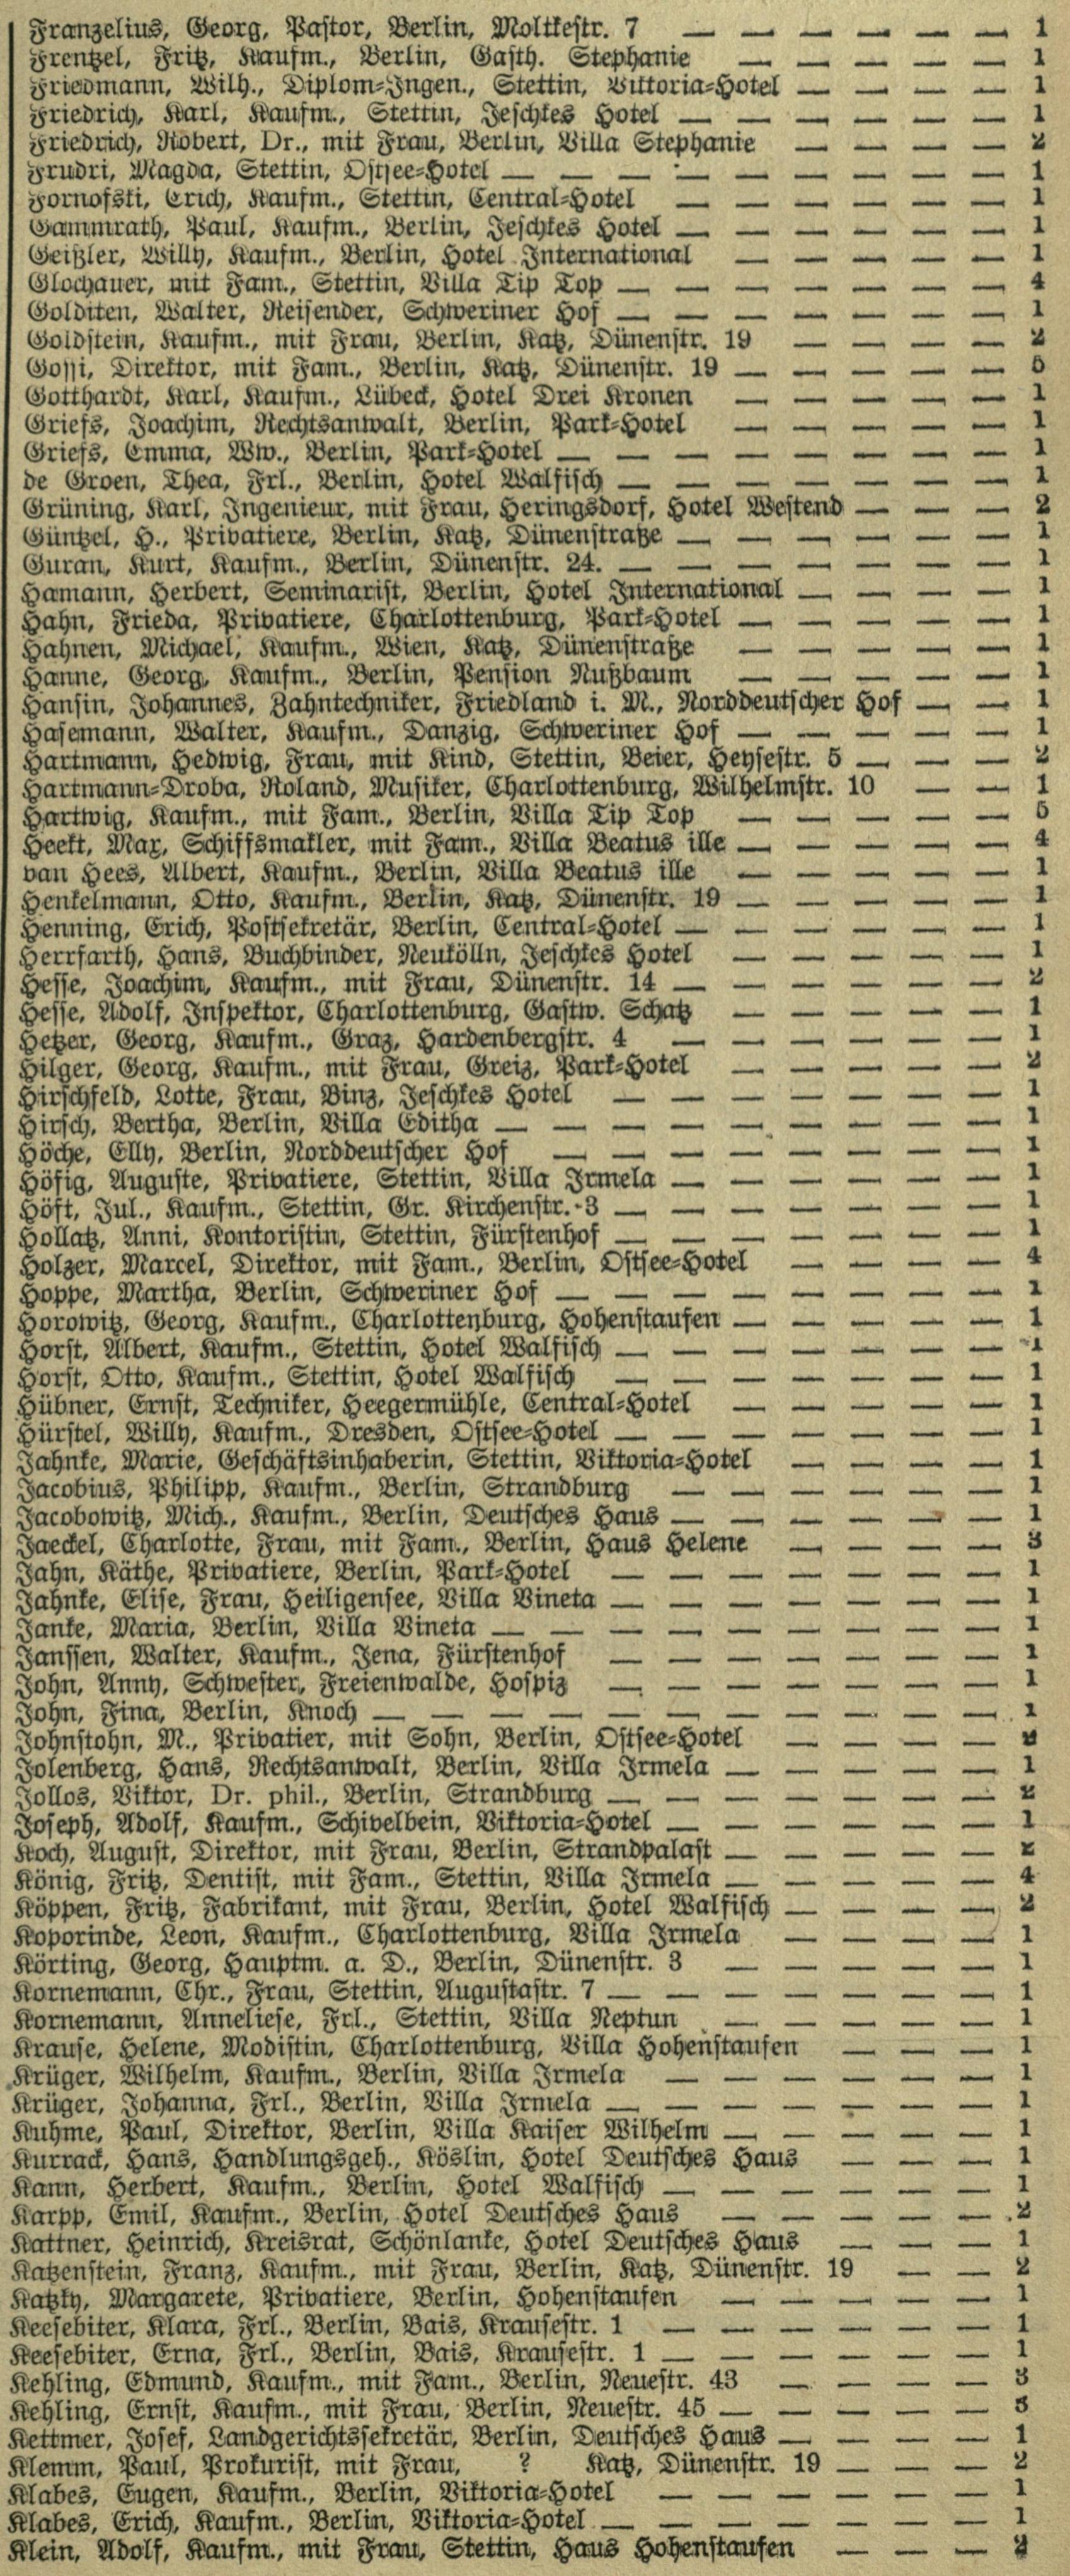 Franzelius, Georg, Pastor, Berlin, Moltkestr. 7 — — — — — — 1
Frentzel, Fritz, Kaufm., Berlin, Gasth. Stephanie — — — — — 1
Friedmann, Wilh., Diplom-Ingen., Stettin, Viktoria-Hotel — — — — 1
Friedrich, Karl, Kaufm., Stettin, Jeschkes Hotel — — — — — — 1
Friedrich, Robert, Dr., mit Frau, Berlin, Villa Stephanie — — — — 2
Frudri, Magda, Stettin, Ostsee-Hotel — — — — — — — — — 1
Fornofski, Erich, Kaufm., Stettin, Central-Hotel — — — — — — 1
Gammrath, Paul, Kaufm., Berlin, Jeschkes Hotel — — — — — — 1
Geißler, Willy, Kaufm., Berlin, Hotel International — — — — — 1
Glochauer, mit Fam., Stettin, Villa Tip Top — — — — — — — 4
Golditen, Walter, Reisender, Schweriner Hof — — — — — — — 1
Goldstein, Kaufm., mit Frau, Berlin, Katz, Dünenstr. 19 — — — — 2
Gossi, Direktor, mit Fam., Berlin, Katz, Dünenstr. 19 — — — — — 5
Gotthardt, Karl, Kaufm., Lübeck, Hotel Drei Kronen — — — — — 1
Griefs, Joachim, Rechtsanwalt, Berlin, Park-Hotel — — — — — 1
Griefs, Emma, Ww., Berlin, Park-Hotel — — — — — — — — 1
de Groen, Thea, Frl., Berlin, Hotel Walfisch — — — — — — — 1
Grüning, Karl, Ingenieur, mit Frau, Heringsdorf, Hotel Westend — — — 2
Güntzel, H., Privatiere, Berlin, Katz, Dünenstraße — — — — — — 1
Guran, Kurt, Kaufm., Berlin, Dünenstr. 24. — — — — — — — 1
Hamann, Herbert, Seminarist, Berlin, Hotel International — — — — 1
Hahn, Frieda, Privatiere, Charlottenburg, Park-Hotel — — — — — 1
Hahnen, Michael, Kaufm., Wien, Katz, Dünenstraße — — — — — 1
Hanne, Georg, Kaufm., Berlin, Pension Nußbaum — — — — — 1
Hansin, Johannes, Zahntechniker, Friedland i. M., Norddeutscher Hof — — 1
Hasemann, Walter, Kaufm., Danzig, Schweriner Hof — — — — — 1
Hartmann, Hedwig, Frau, mit Kind, Stettin, Beier, Heysestr. 5 — — — 2
Hartmann-Droba, Roland, Musiker, Charlottenburg, Wilhelmstr. 10 — — 1
Hartwig, Kaufm., mit Fam., Berlin, Villa Tip Top — — — — — 5
Heekt, Max, Schiffsmakler, mit Fam., Villa Beatus ille — — — — — 4
van Hees, Albert, Kaufm., Berlin, Villa Beatus ille — — — — — 1
Henkelmann, Otto, Kaufm., Berlin, Katz, Dünenstr. 19 — — — — — 1
Henning, Erich, Postsekretär, Berlin, Central-Hotel — — — — — — 1
Herrfarth, Hans, Buchbinder, Neukölln, Jeschkes Hotel — — — — — 1
Hesse, Joachim, Kaufm., mit Frau, Dünenstr. 14 — — — — — — 2
Hesse, Adolf, Inspektor, Charlottenburg, Gastw. Schatz — — — — — 1
Hetzer, Georg, Kaufm., Graz, Hardenbergstr. 4 — — — — — — 1
Hilger, Georg, Kaufm., mit Frau, Greiz, Park-Hotel — — — — — 2
Hirschfeld, Lotte, Frau, Binz, Jeschkes Hotel — — — — — — — 1
Hirsch, Bertha, Berlin, Villa Editha — — — — — — — — — 1
Höche, Elly, Berlin, Norddeutscher Hof — — — — — — — — 1
Höfig, Auguste, Privatiere, Stettin, Villa Irmela — — — — — — 1
Höft, Jul., Kaufm., Stettin, Gr. Kirchenstr. 3 — — — — — — — 1
Hollatz, Anni, Kontoristin, Stettin, Fürstenhof — — — — — — — 1
Holzer, Marcel, Direktor, mit Fam., Berlin, Ostsee-Hotel — — — — 4
Hoppe, Martha, Berlin, Schweriner Hof — — — — — — — — 1
Horowitz, Georg, Kaufm., Charlottenburg, Hohenstaufen — — — — — 1
Horst, Albert, Kaufm., Stettin, Hotel Walfisch — — — — — — — 1
Horst, Otto, Kaufm., Stettin, Hotel Walfisch — — — — — — — 1
Hübner, Ernst, Techniker, Heegermühle, Central-Hotel — — — — — 1
Hürstel, Willy, Kaufm., Dresden, Ostsee-Hotel — — — — — — — 1
Jahnke, Marie, Geschäftsinhaberin, Stettin, Viktoria-Hotel — — — — 1
Jacobius, Philipp, Kaufm., Berlin, Strandburg — — — — — — 1
Jacobowitz, Mich., Kaufm., Berlin, Deutsches Haus — — — — — — 1
Jaeckel, Charlotte, Frau, mit Fam., Berlin, Haus Helene — — — — 3
Jahn, Käthe, Privatiere, Berlin, Park-Hotel — — — — — — — 1
Jahnke, Elise, Frau, Heiligensee, Villa Vineta — — — — — — — 1
Janke, Maria, Berlin, Villa Vineta — — — — — — — — — 1
Janssen, Walter, Kaufm., Jena, Fürstenhof — — — — — — — 1
John, Anny, Schwester, Freienwalde, Hospiz — — — — — — — 1
John, Fina, Berlin, Knoch — — — — — — — — — — — 1
Johnstohn, M., Privatier, mit Sohn, Berlin, Ostsee-Hotel — — — — 2
Jolenberg, Hans, Rechtsanwalt, Berlin, Villa Irmela — — — — — 1
Jollos, Viktor, Dr. phil., Berlin, Strandburg — — — — — — — 2
Joseph, Adolf, Kaufm., Schivelbein, Viktoria-Hotel — — — — — — 1
Koch, August, Direktor, mit Frau, Berlin, Strandpalast — — — — — 2
König, Fritz, Dentist, mit Fam., Stettin, Villa Irmela — — — — — 4
Köppen, Fritz, Fabrikant, mit Frau, Berlin, Hotel Walfisch — — — — 2
Koporinde, Leon, Kaufm., Charlottenburg, Villa Irmela — — — — 1
Körting, Georg, Hauptm. a. D., Berlin, Dünenstr. 3 — — — — — 1
Kornemann, Chr., Frau, Stettin, Augustastr. 7 — — — — — — — 1
Kornemann, Anneliese, Frl., Stettin, Villa Neptun — — — — — 1
Krause, Helene, Modistin, Charlottenburg, Villa Hohenstaufen — — — 1
Krüger, Wilhelm, Kaufm., Berlin, Villa Irmela — — — — — — 1
Krüger, Johanna, Frl., Berlin, Villa Irmela — — — — — — — 1
Kuhme, Paul, Direktor, Berlin, Villa Kaiser Wilhelm — — — — — 1
Kurrack, Hans, Handlungsgeh., Köslin, Hotel Deutsches Haus — — — 1
Kann, Herbert, Kaufm., Berlin, Hotel Walfisch — — — — — — 1
Karpp, Emil, Kaufm., Berlin, Hotel Deutsches Haus — — — — — 2
Kattner, Heinrich, Kreisrat, Schönlanke, Hotel Deutsches Haus — — — 1
Katzenstein, Franz, Kaufm., mit Frau, Berlin, Katz, Dünenstr. 19 — — 2
Katzky, Margarete, Privatiere, Berlin, Hohenstaufen — — — — — 1
Keesebiter, Klara, Frl., Berlin, Bais, Krausestr. 1 — — — — — — 1
Keesebiter, Erna, Frl., Berlin, Bais, Krausestr. 1 — — — — — — 1
Kehling, Edmund, Kaufm., mit Fam., Berlin, Neuestr. 43 — — — — 3
Kehling, Ernst, Kaufm., mit Frau, Berlin, Neuestr. 45 — — — — — 3
Kettmer, Josef, Landgerichtssekretär, Berlin, Deutsches Haus — — — — 1
Klemm, Paul, Prokurist, mit Frau, ? Katz, Dünenstr. 19 — — — 2
Klabes, Eugen, Kaufm., Berlin, Viktoria-Hotel — — — — — — 1
Klabes, Erich, Kaufm., Berlin, Viktoria-Hotel — — — — — — — 1
Klein, Adolf, Kaufm., mit Frau, Stettin, Haus Hohenstaufen — — — 2